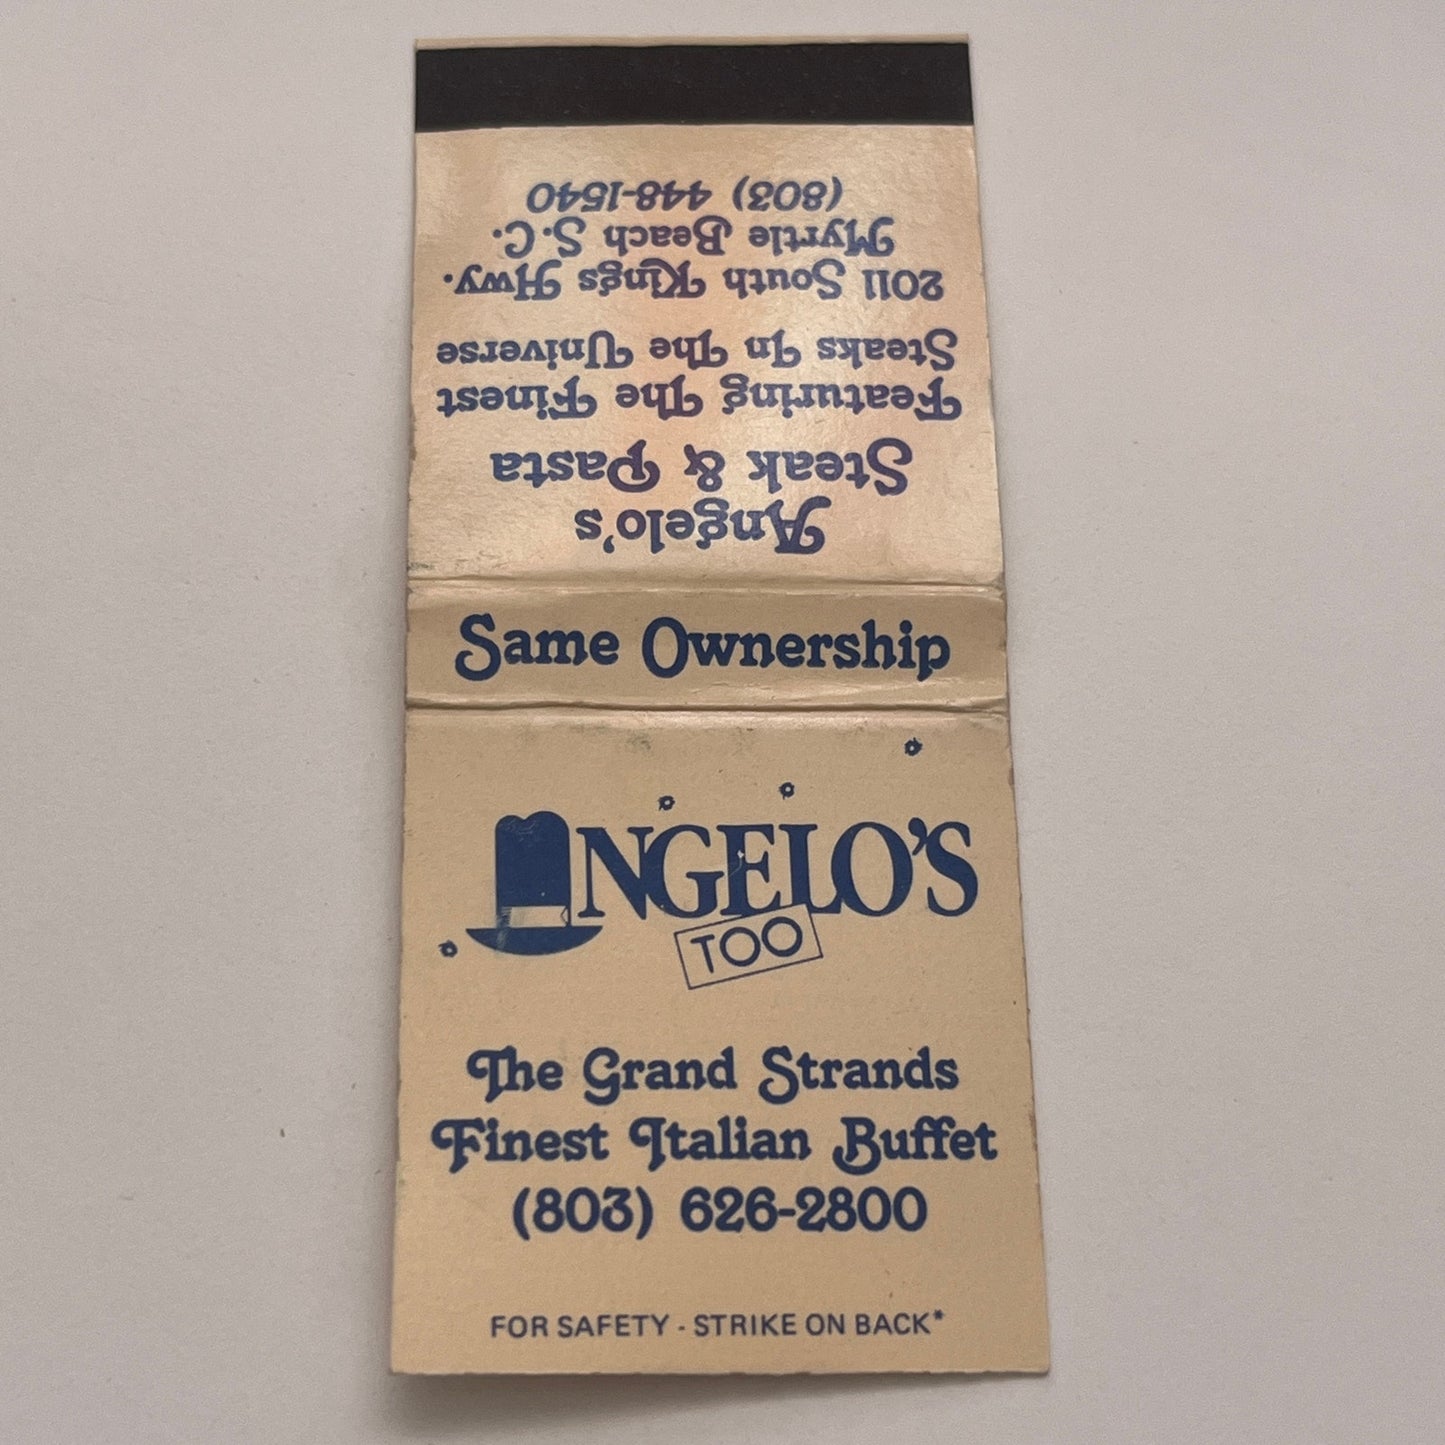 Angelo's
Steak & Pasta
Featuring The Finest
Steaks In The Universe
2011 South Kings Hwy.
Myrtle Beach S.C.
(803) 448-1540
Same Ownership
ANGELO'S
TOO
The Grand Strands
Finest Italian Buffet
(803) 626-2800
FOR SAFETY - STRIKE ON BACK*